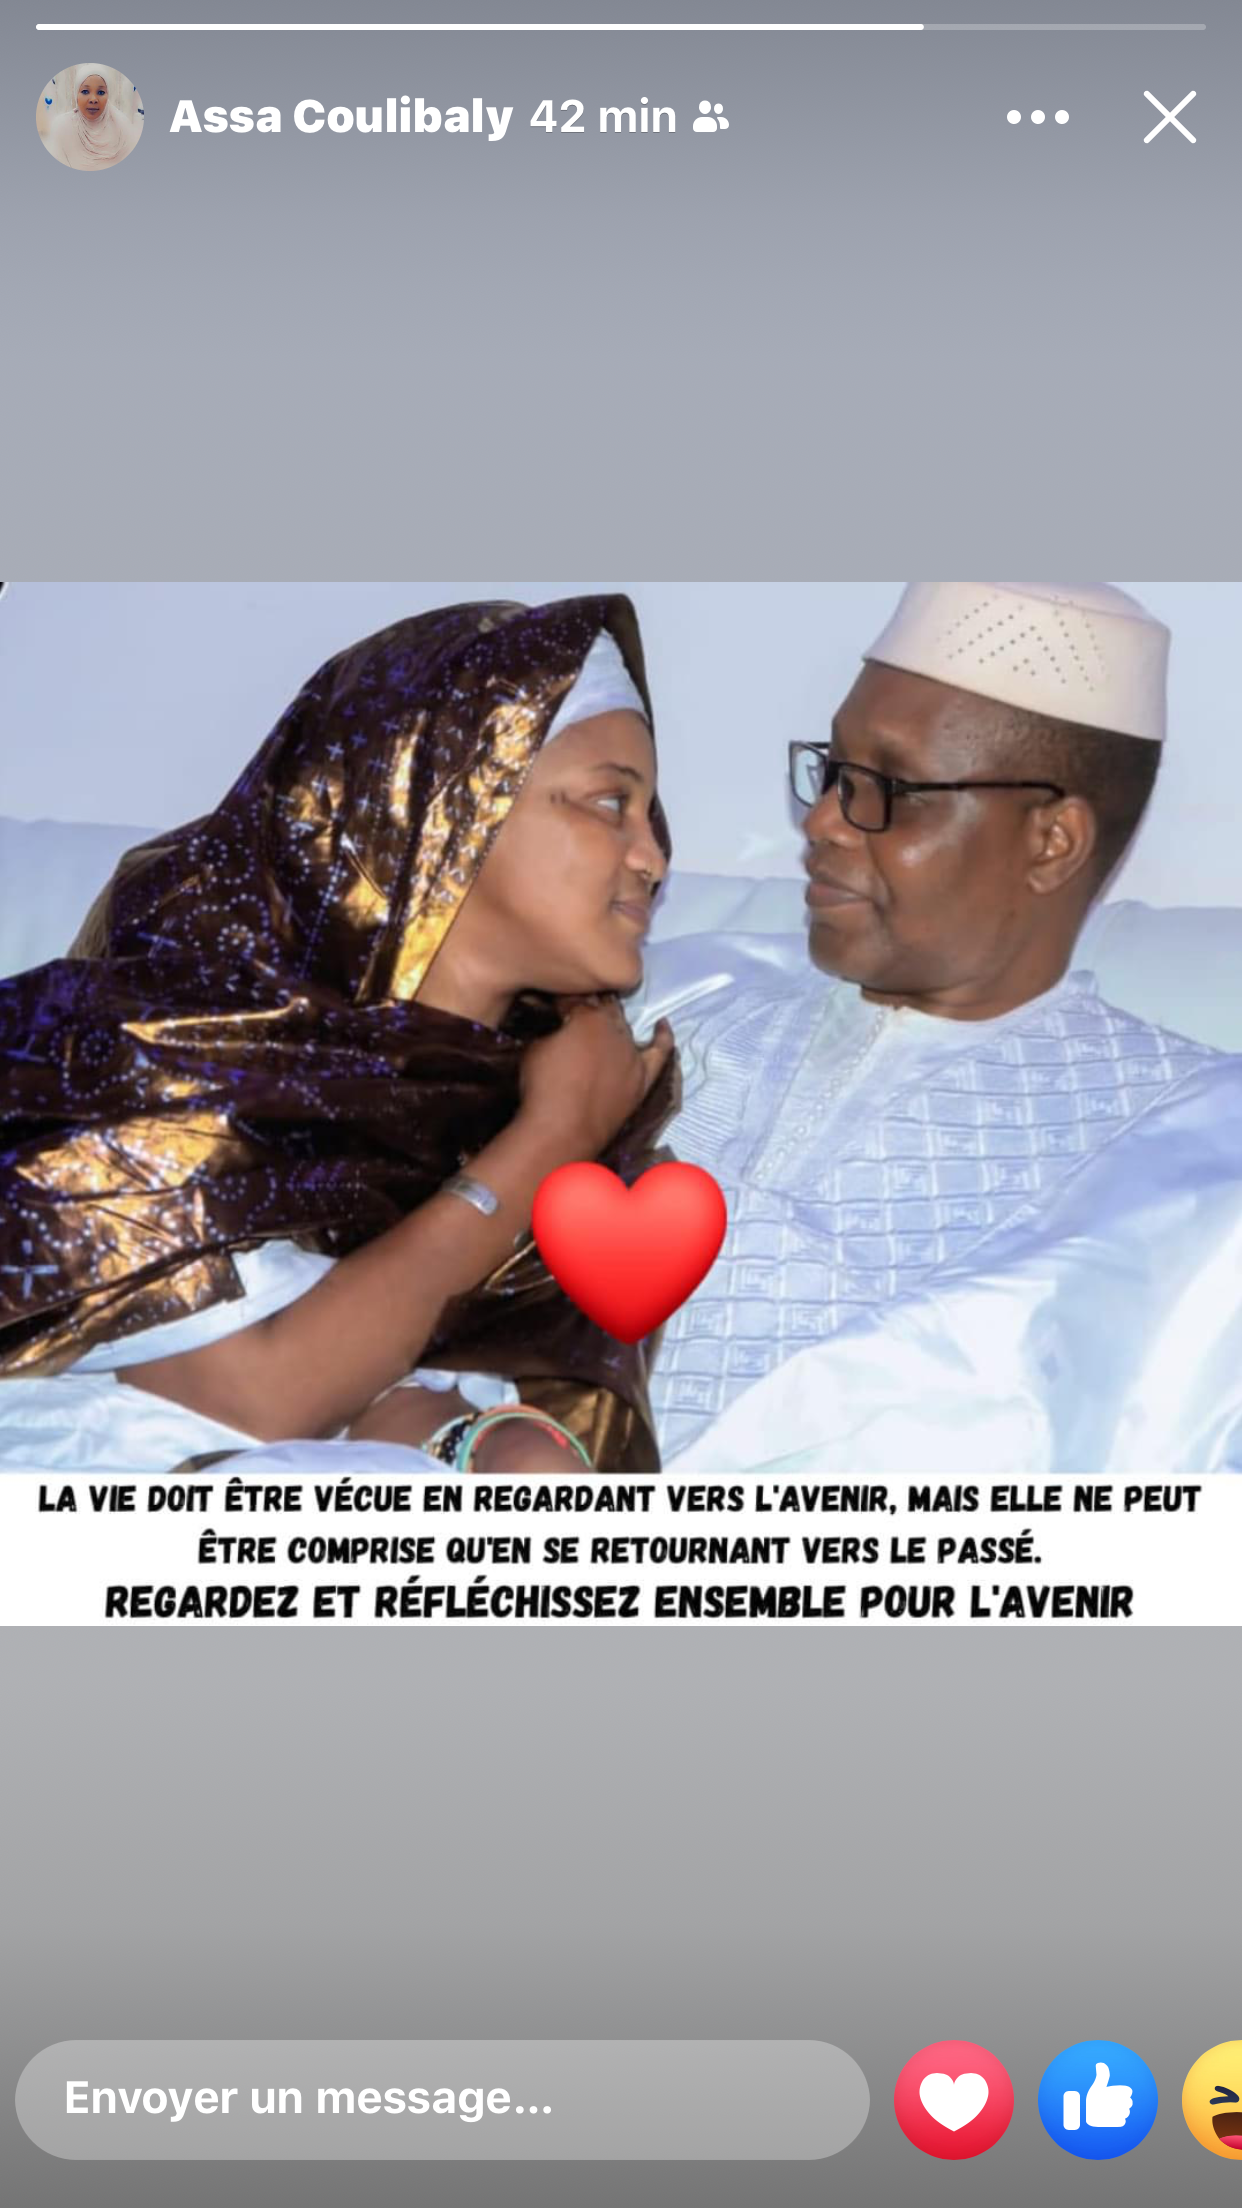 Assa Coulibaly 42 min
LA VIE DOIT ÊTRE VÉCUE EN REGARDANT VERS L'AVENIR, MAIS ELLE NE PEUT
ÊTRE COMPRISE QU'EN SE RETOURNANT VERS LE PASSÉ.
REGARDEZ ET RÉFLÉCHISSEZ ENSEMBLE POUR L'AVENIR
Envoyer un message...